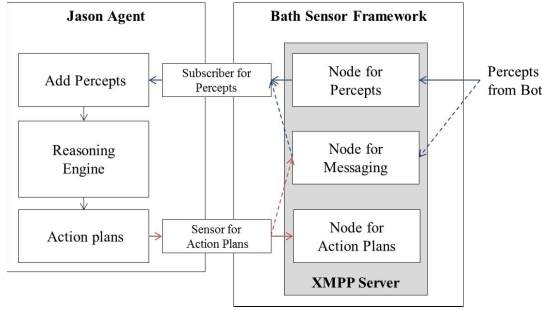 Jason Agent
Bath Sensor Framework
Add Percepts
Subscriber for
Percepts
Node for
Percepts
Percepts
from Bot
Reasoning
Engine
Node for
Messaging
Action plans
Sensor for
Action Plans
Node for
Action Plans
XMPP Server